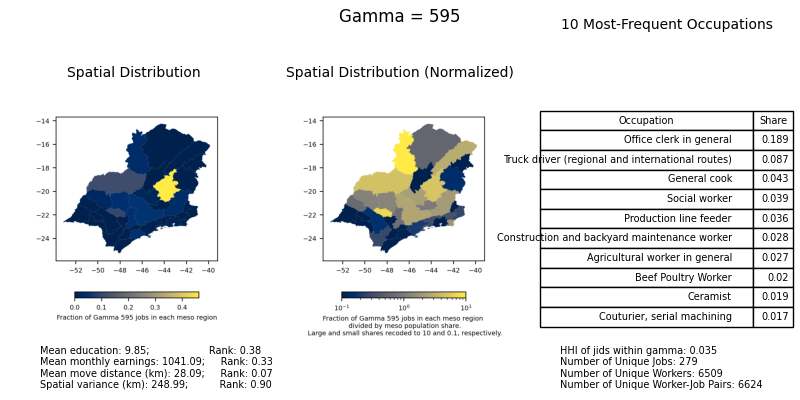 Gamma = 595
10 Most-Frequent Occupations
Spatial Distribution
Spatial Distribution (Normalized)
−14
−16
−18
−20
−22
−24
−52 −50 −48 −46 −44 −42 −40
0.0 0.1 0.2 0.3 0.4
Fraction of Gamma 595 jobs in each meso region
−14
−16
−18
−20
−22
−24
−52 −50 −48 −46 −44 −42 −40
10⁻¹ 10⁰ 10¹
Fraction of Gamma 595 jobs in each meso region
divided by meso population share.
Large and small shares recoded to 10 and 0.1, respectively.
Occupation Share
Office clerk in general 0.189
Truck driver (regional and international routes) 0.087
General cook 0.043
Social worker 0.039
Production line feeder 0.036
Construction and backyard maintenance worker 0.028
Agricultural worker in general 0.027
Beef Poultry Worker 0.02
Ceramist 0.019
Couturier, serial machining 0.017
Mean education: 9.85; Rank: 0.38
Mean monthly earnings: 1041.09; Rank: 0.33
Mean move distance (km): 28.09; Rank: 0.07
Spatial variance (km): 248.99; Rank: 0.90
HHI of jids within gamma: 0.035
Number of Unique Jobs: 279
Number of Unique Workers: 6509
Number of Unique Worker-Job Pairs: 6624